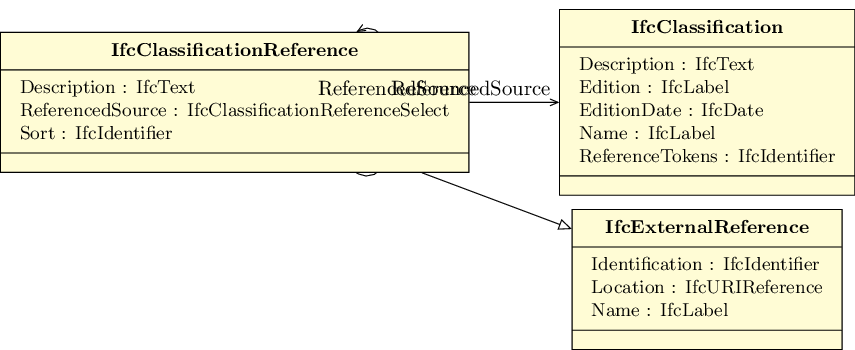 IfcClassificationReference
Description : IfcText
ReferencedSource : IfcClassificationReferenceSelect
Sort : IfcIdentifier
ReferencedSource
ReferencedSource
IfcClassification
Description : IfcText
Edition : IfcLabel
EditionDate : IfcDate
Name : IfcLabel
ReferenceTokens : IfcIdentifier
IfcExternalReference
Identification : IfcIdentifier
Location : IfcURIReference
Name : IfcLabel